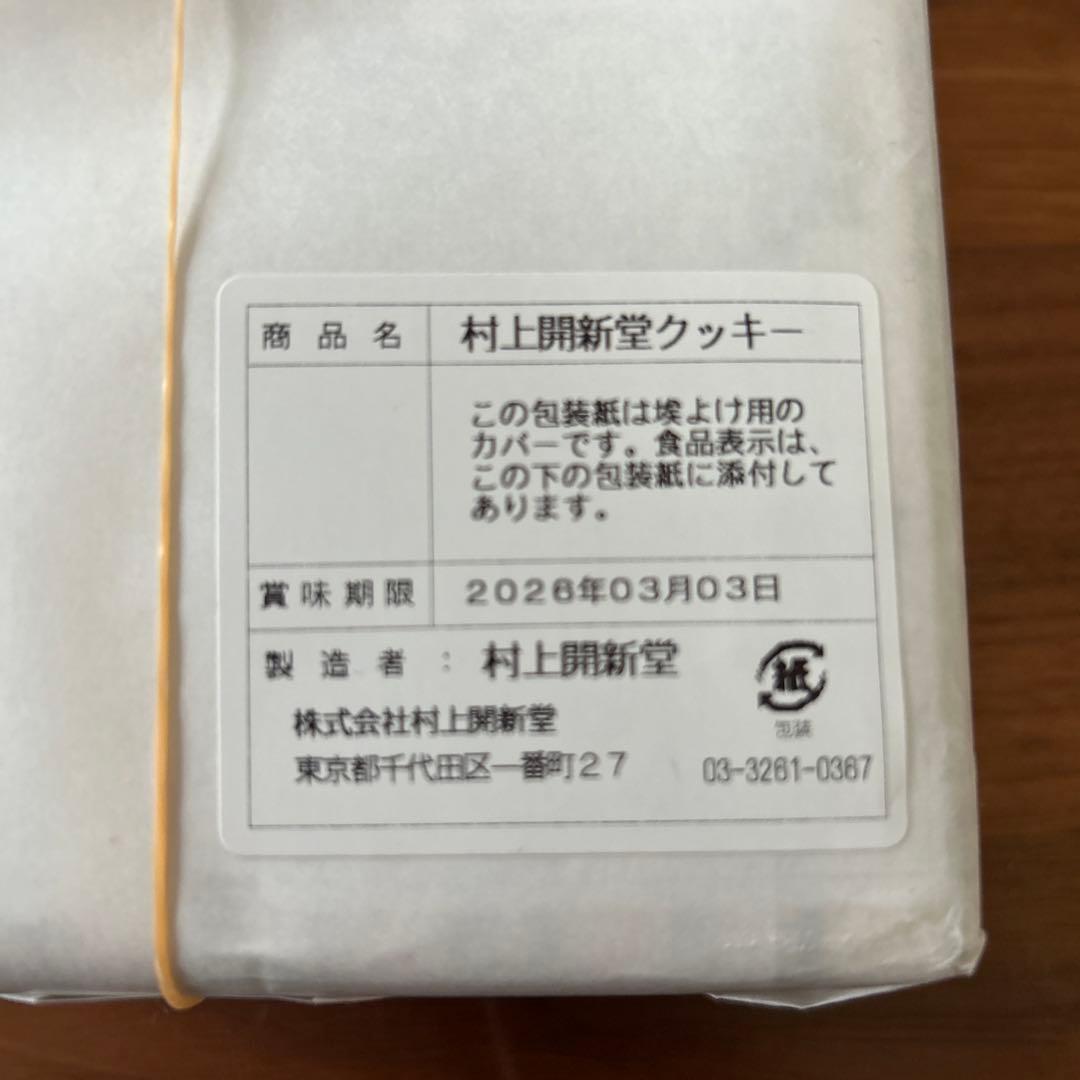 商品名 村上開新堂クッキー
この包装紙は埃よけ用の
カバーです。食品表示は、
この下の包装紙に添付して
あります。
賞味期限 2026年03月03日
製造者 : 村上開新堂
紙
包装
株式会社村上開新堂
東京都千代田区一番町27 03-3261-0367